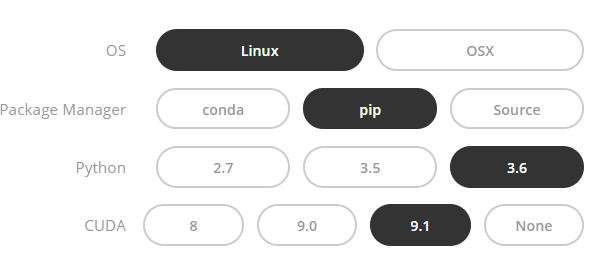 OS Linux OSX
Package Manager conda pip Source
Python 2.7 3.5 3.6
CUDA 8 9.0 9.1 None